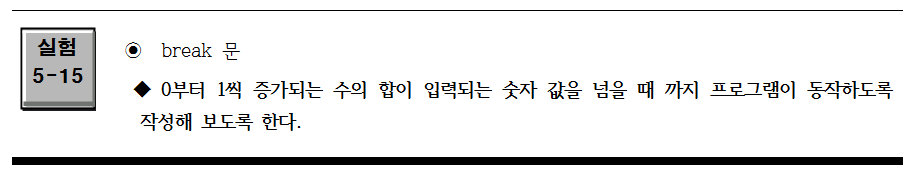 실험
5-15
◉ break 문
◆ 0부터 1씩 증가되는 수의 합이 입력되는 숫자 값을 넘을 때 까지 프로그램이 동작하도록
작성해 보도록 한다.